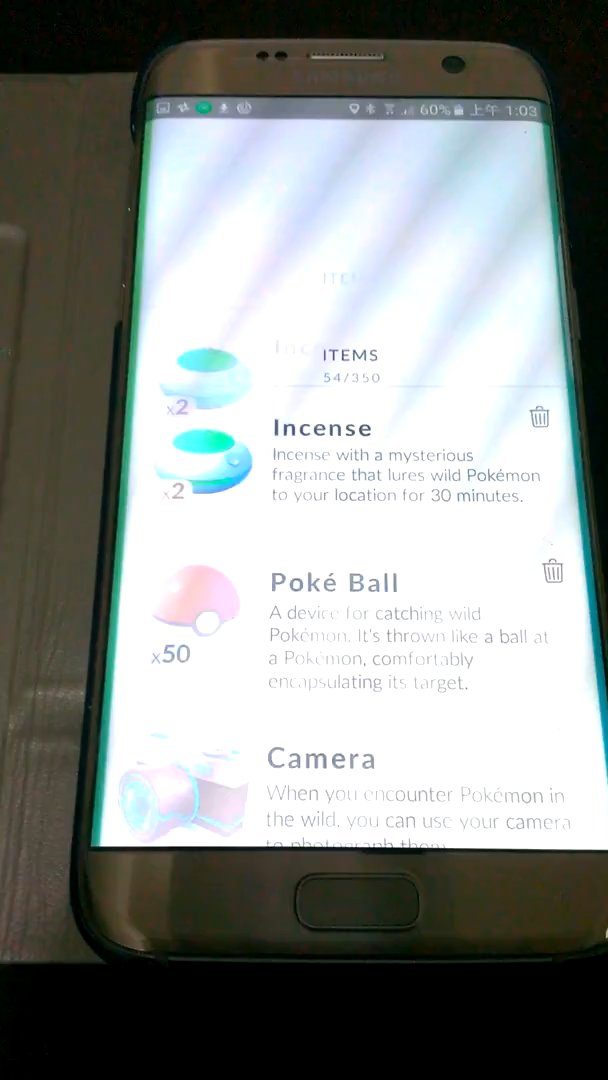 SAMSUNG
60% 上午 1:03
ITEMS
Inc
ITEMS
54/350
x2
Incense
Incense with a mysterious
fragrance that lures wild Pokémon
to your location for 30 minutes.
x2
Poké Ball
A device for catching wild
Pokémon. It's thrown like a ball at
a Pokémon, comfortably
encapsulating its target.
x50
Camera
When you encounter Pokémon in
the wild, you can use your camera
to photograph them